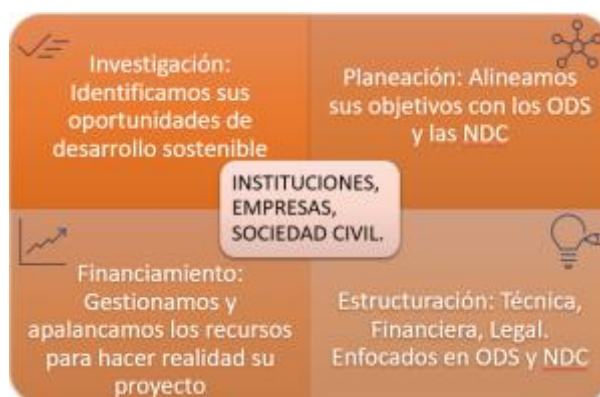 Investigación:
Identificamos sus
oportunidades de
desarrollo sostenible
Planeación: Alineamos
sus objetivos con los ODS
y las NDC
INSTITUCIONES,
EMPRESAS,
SOCIEDAD CIVIL.
Financiamiento:
Gestionamos y
apalancamos los recursos
para hacer realidad su
proyecto
Estructuración: Técnica,
Financiera, Legal.
Enfocados en ODS y NDC